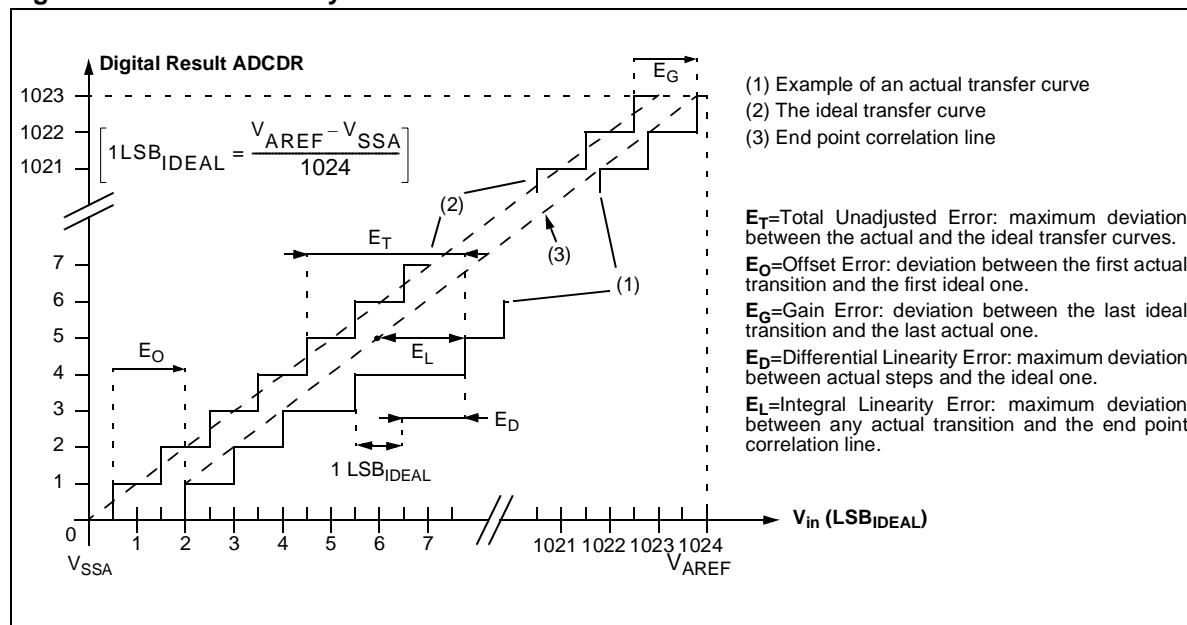 Digital Result ADCDR
1023
1022
1021
[1LSB_IDEAL = (V_AREF – V_SSA) / 1024]
E_G
(1) Example of an actual transfer curve
(2) The ideal transfer curve
(3) End point correlation line
(2)
E_T
(3)
(1)
7
6
5
4
3
2
1
0
E_O
E_L
E_D
1 LSB_IDEAL
E_T=Total Unadjusted Error: maximum deviation
between the actual and the ideal transfer curves.
E_O=Offset Error: deviation between the first actual
transition and the first ideal one.
E_G=Gain Error: deviation between the last ideal
transition and the last actual one.
E_D=Differential Linearity Error: maximum deviation
between actual steps and the ideal one.
E_L=Integral Linearity Error: maximum deviation
between any actual transition and the end point
correlation line.
1 2 3 4 5 6 7 1021 1022 1023 1024
V_in (LSB_IDEAL)
V_SSA
V_AREF